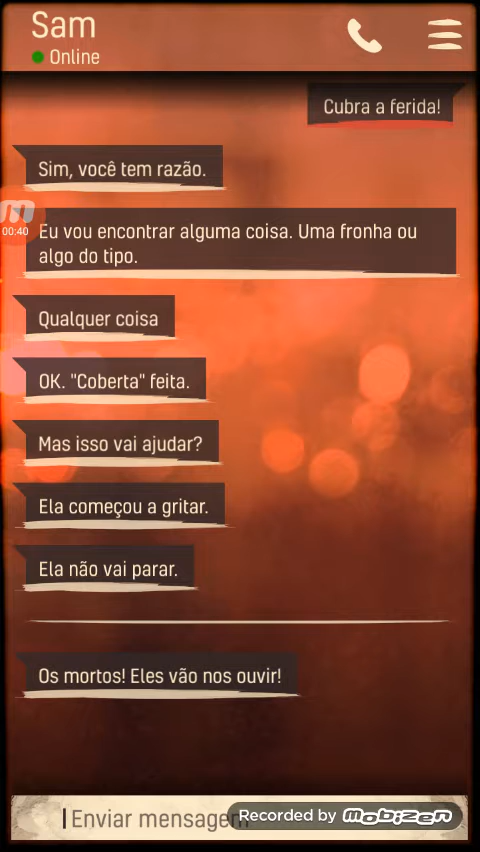 Sam
Online
Cubra a ferida!
Sim, você tem razão.
00:40
Eu vou encontrar alguma coisa. Uma fronha ou
algo do tipo.
Qualquer coisa
OK. "Coberta" feita.
Mas isso vai ajudar?
Ela começou a gritar.
Ela não vai parar.
Os mortos! Eles vão nos ouvir!
Enviar mensagem
Recorded by mobizen